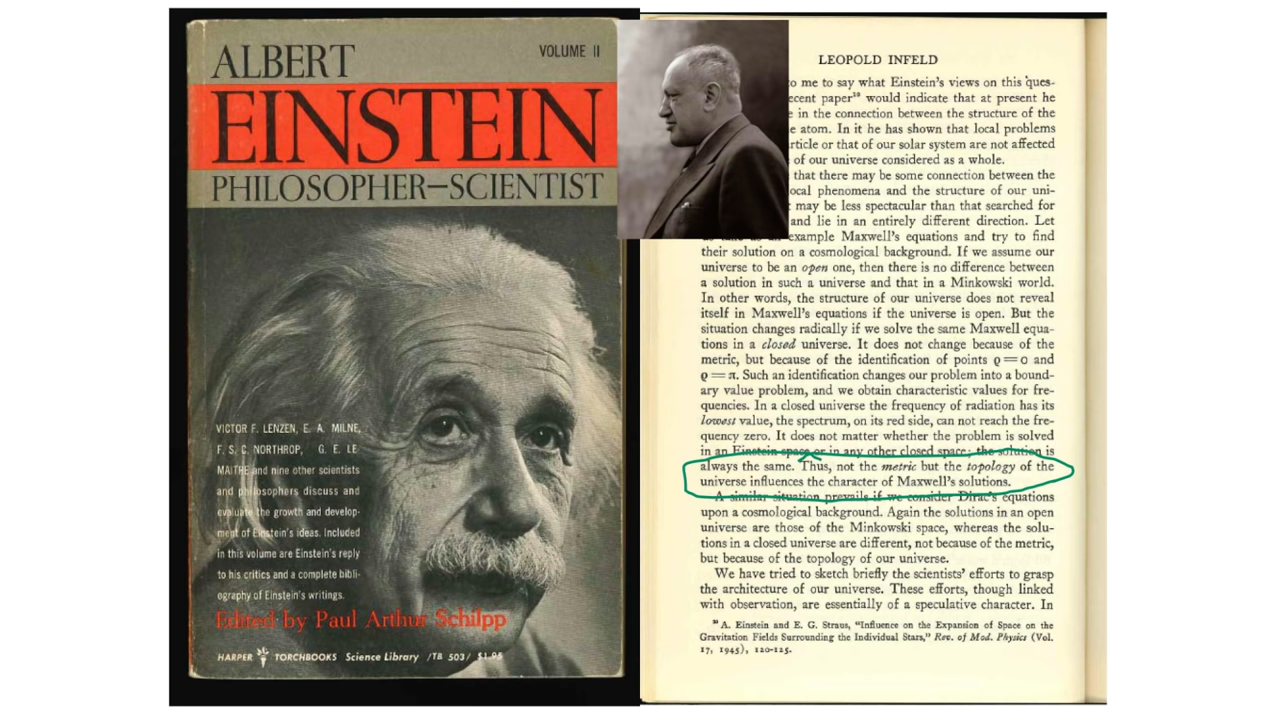 ALBERT
VOLUME II
EINSTEIN
PHILOSOPHER–SCIENTIST
VICTOR F. LENZEN, E. A. MILNE,
F. S. C. NORTHROP, G. E. LE
MAITRE and nine other scientists
and philosophers discuss and
evaluate the growth and develop-
ment of Einstein's ideas. Included
in this volume are Einstein's reply
to his critics and a complete bibli-
ography of Einstein's writings.
Edited by Paul Arthur Schilpp
HARPER TORCHBOOKS Science Library /TB 503/ $1.95
LEOPOLD INFELD
o me to say what Einstein's views on this ques-
ecent paper³⁰ would indicate that at present he
e in the connection between the structure of the
e atom. In it he has shown that local problems
rticle or that of our solar system are not affected
of our universe considered as a whole.
that there may be some connection between the
ocal phenomena and the structure of our uni-
may be less spectacular than that searched for
and lie in an entirely different direction. Let
example Maxwell's equations and try to find
their solution on a cosmological background. If we assume our
universe to be an open one, then there is no difference between
a solution in such a universe and that in a Minkowski world.
In other words, the structure of our universe does not reveal
itself in Maxwell's equations if the universe is open. But the
situation changes radically if we solve the same Maxwell equa-
tions in a closed universe. It does not change because of the
metric, but because of the identification of points ϱ = 0 and
ϱ = π. Such an identification changes our problem into a bound-
ary value problem, and we obtain characteristic values for fre-
quencies. In a closed universe the frequency of radiation has its
lowest value, the spectrum, on its red side, can not reach the fre-
quency zero. It does not matter whether the problem is solved
in an Einstein space or in any other closed space; the solution is
always the same. Thus, not the metric but the topology of the
universe influences the character of Maxwell's solutions.
A similar situation prevails if we consider Dirac's equations
upon a cosmological background. Again the solutions in an open
universe are those of the Minkowski space, whereas the solu-
tions in a closed universe are different, not because of the metric,
but because of the topology of our universe.
We have tried to sketch briefly the scientists' efforts to grasp
the architecture of our universe. These efforts, though linked
with observation, are essentially of a speculative character. In
³⁰ A. Einstein and E. G. Straus, "Influence on the Expansion of Space on the
Gravitation Fields Surrounding the Individual Stars," Rev. of Mod. Physics (Vol.
17, 1945), 120-125.